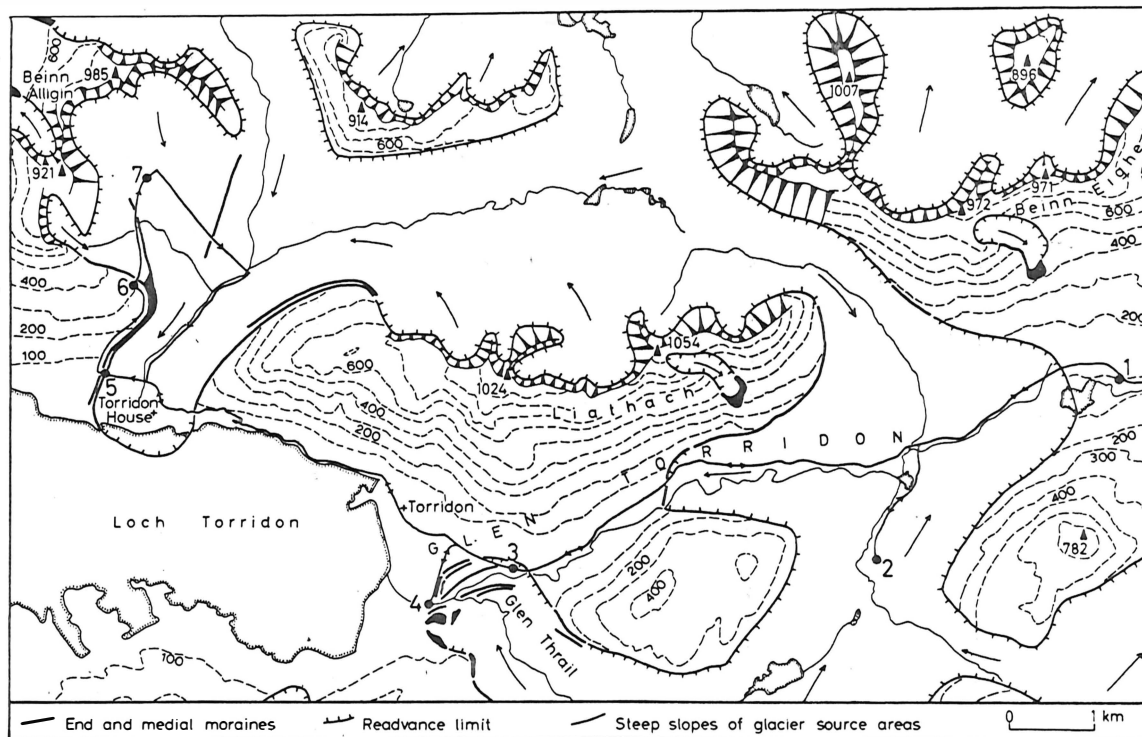 600
Beinn
Alligin
985
914
600
1007
896
921
7
971
972
Beinn Eighe
600
400
200
400
6
200
100
5
Torridon
House
600
1054
1024
Liathach
400
200
1
200
300
400
782
GLEN TORRIDON
Loch Torridon
Torridon
3
200
400
2
4
Glen Thrail
100
End and medial moraines
Readvance limit
Steep slopes of glacier source areas
0 1 km